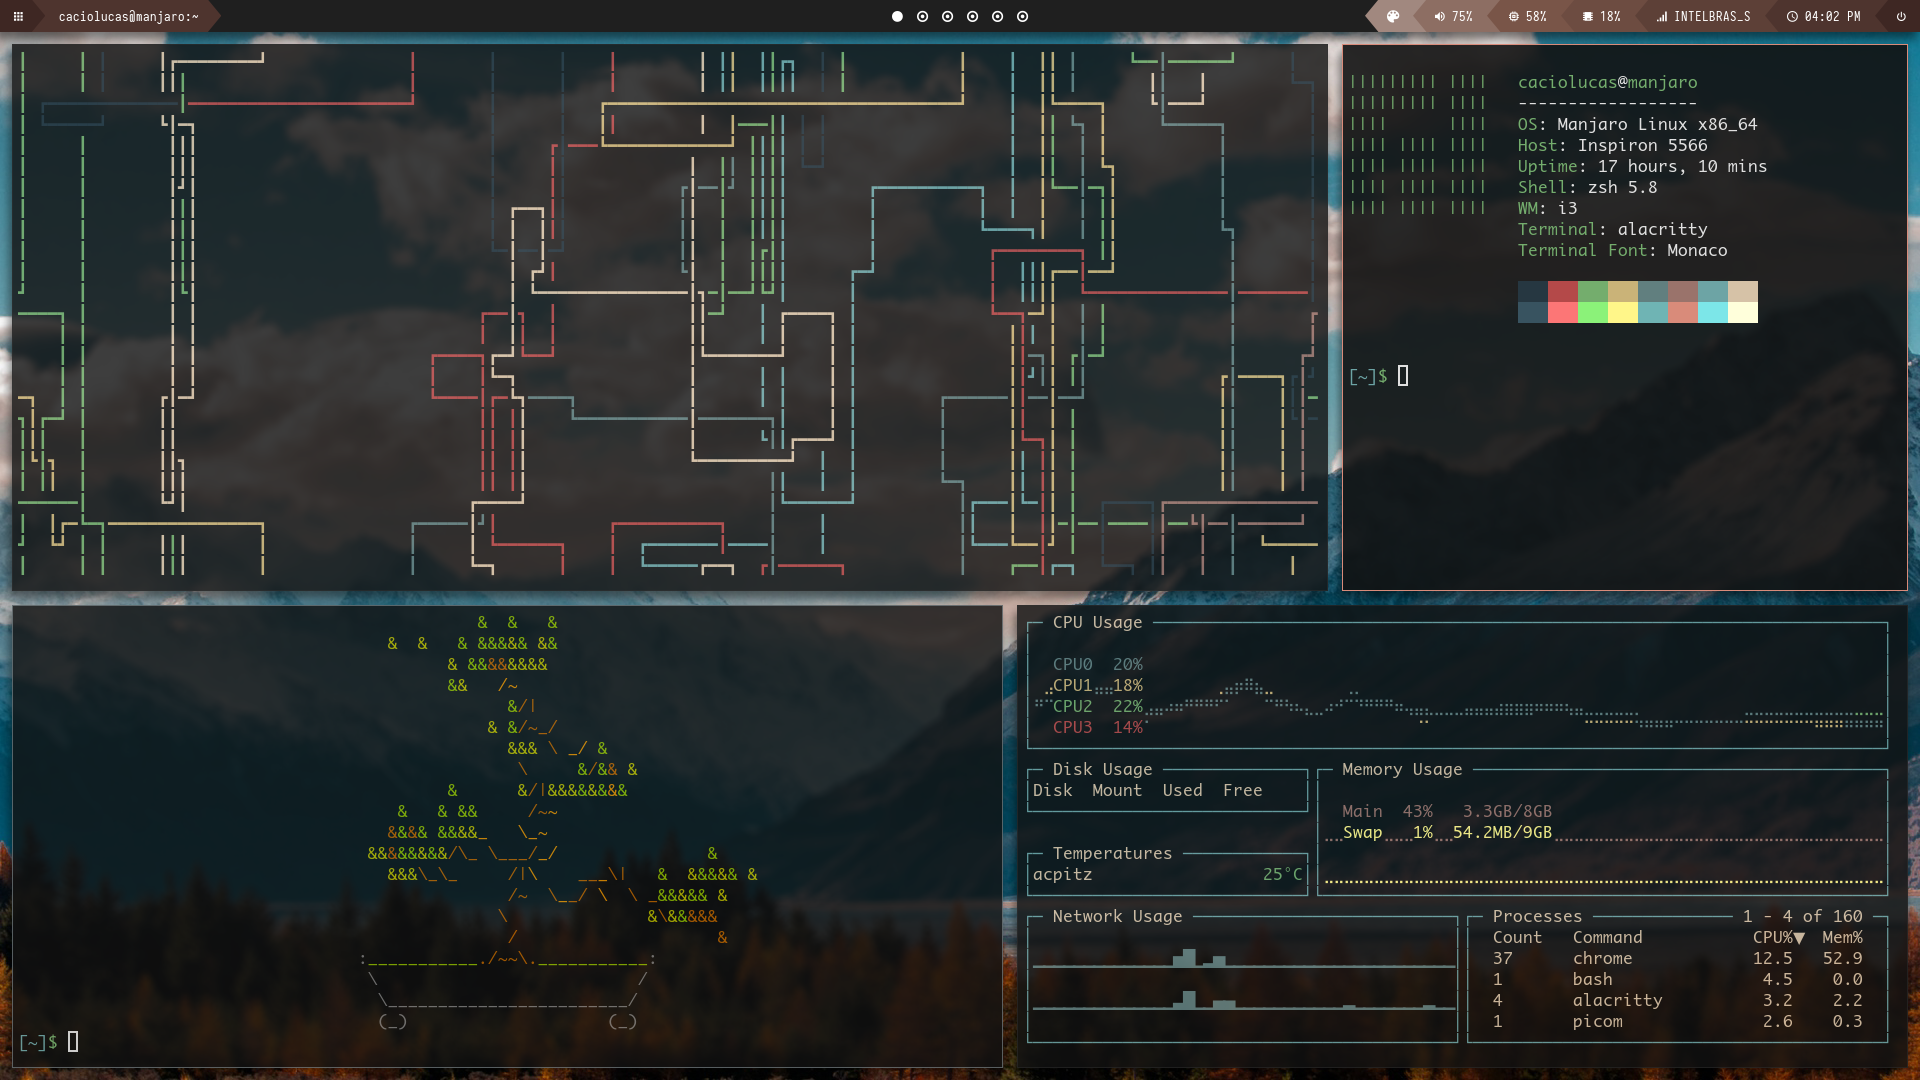 caciolucas@manjaro:~
75%
58%
18%
INTELBRAS_S
04:02 PM
caciolucas@manjaro
------------------
OS: Manjaro Linux x86_64
Host: Inspiron 5566
Uptime: 17 hours, 10 mins
Shell: zsh 5.8
WM: i3
Terminal: alacritty
Terminal Font: Monaco
[~]$
[~]$
CPU Usage
CPU0 20%
CPU1 18%
CPU2 22%
CPU3 14%
Disk Usage
Disk Mount Used Free
Memory Usage
Main 43% 3.3GB/8GB
Swap 1% 54.2MB/9GB
Temperatures
acpitz 25°C
Network Usage
Processes 1 - 4 of 160
Count Command CPU%▼ Mem%
37 chrome 12.5 52.9
1 bash 4.5 0.0
4 alacritty 3.2 2.2
1 picom 2.6 0.3